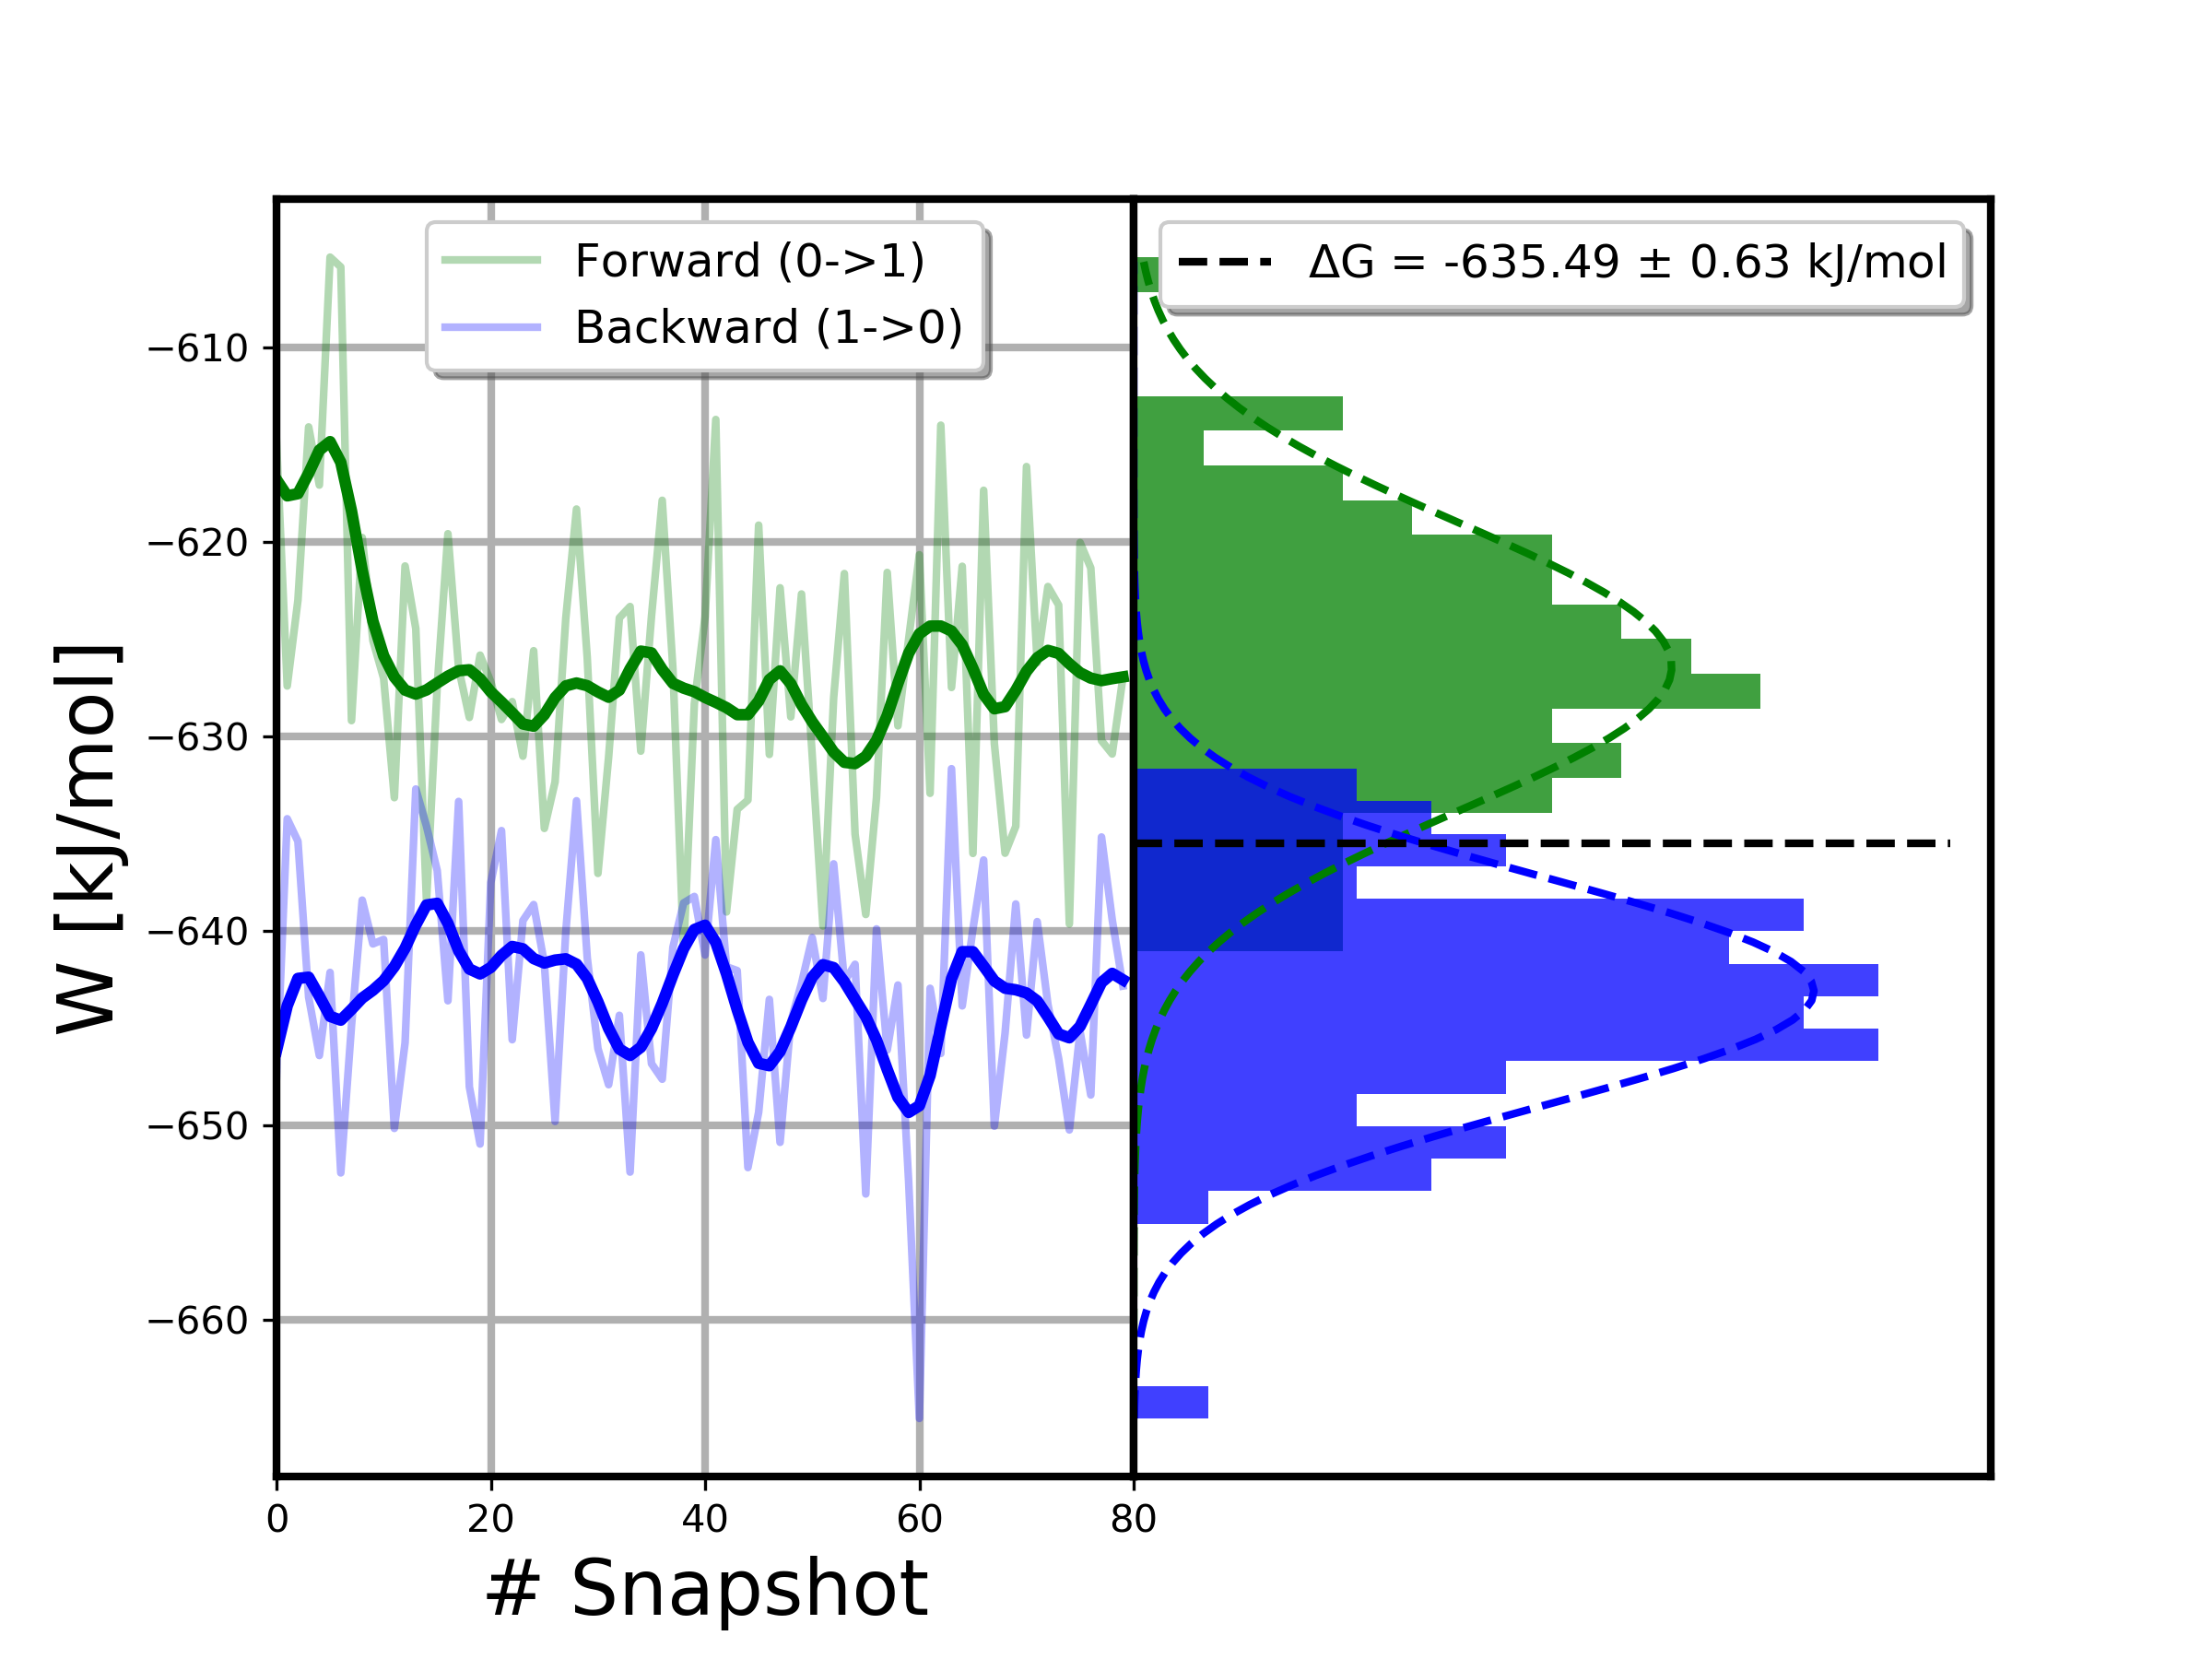 Forward (0->1)
Backward (1->0)
ΔG = -635.49 ± 0.63 kJ/mol
W [kJ/mol]
−610
−620
−630
−640
−650
−660
0 20 40 60 80
# Snapshot